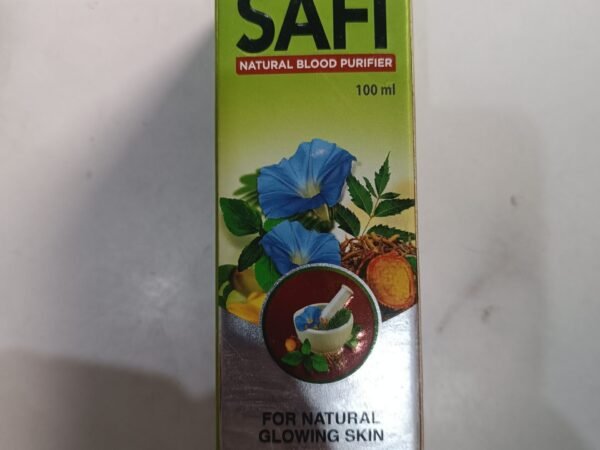 SAFI
NATURAL BLOOD PURIFIER
100 ml
FOR NATURAL
GLOWING SKIN